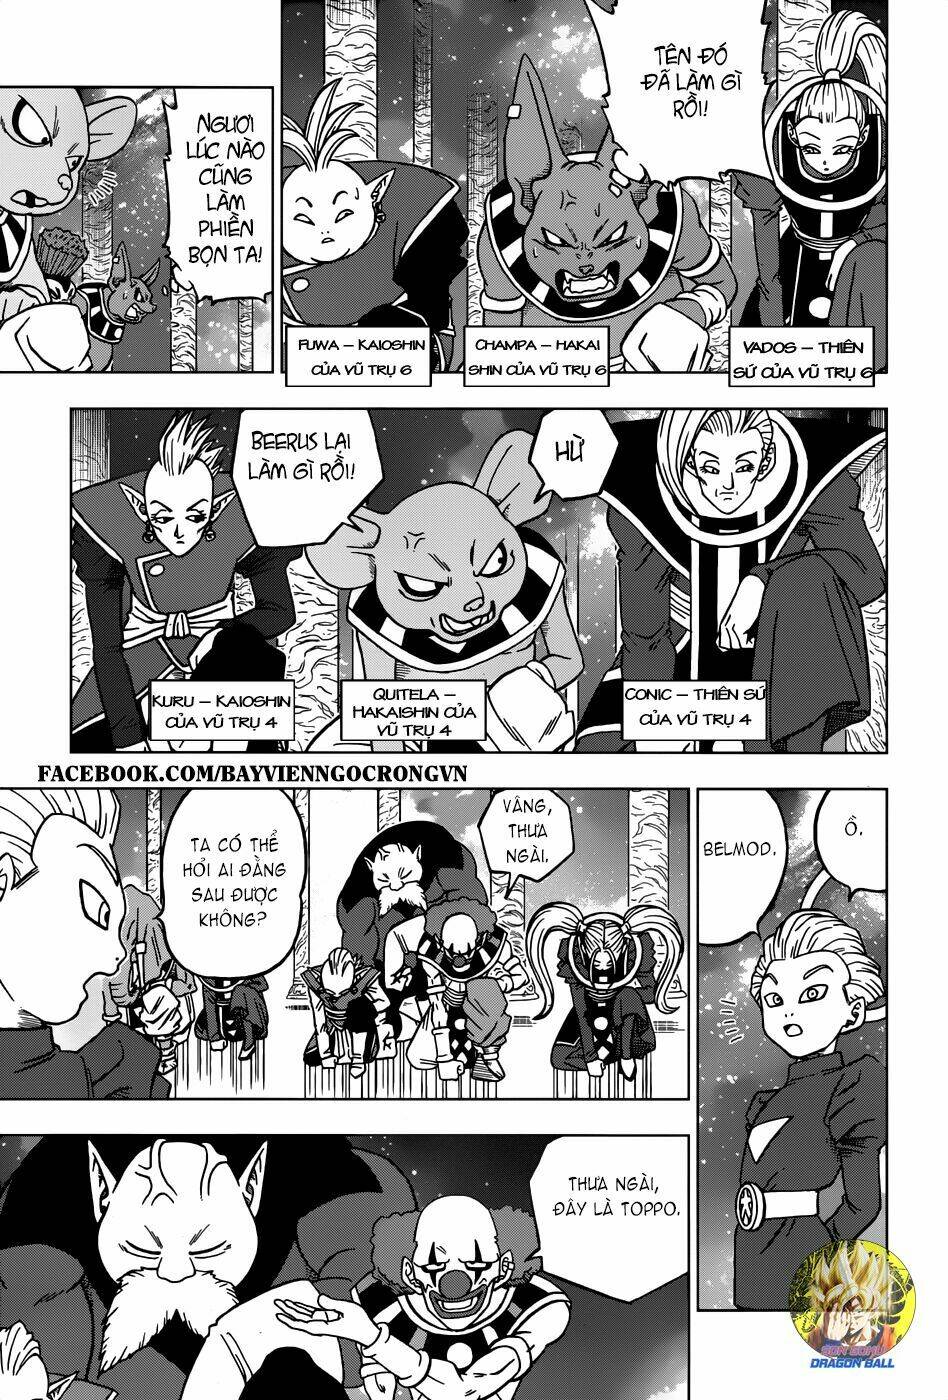 TÊN ĐÓ
ĐÃ LÀM GÌ
RỒI!
NGƯƠI
LÚC NÀO
CŨNG
LÀM
PHIỀN
BỌN TA!
VADOS – THIÊN
SỨ CỦA VŨ TRỤ 6
CHAMPA – HAKAI
SHIN CỦA VŨ TRỤ 6
FUWA – KAIOSHIN
CỦA VŨ TRỤ 6
HỪ
BEERUS LẠI
LÀM GÌ RỒI!
CONIC – THIÊN SỨ
CỦA VŨ TRỤ 4
QUITELA –
HAKAISHIN CỦA
VŨ TRỤ 4
KURU – KAIOSHIN
CỦA VŨ TRỤ 4
FACEBOOK.COM/BAYVIENNGOCRONGVN
Ồ.
BELMOD.
VÂNG,
THƯA
NGÀI.
TA CÓ THỂ
HỎI AI ĐẰNG
SAU ĐƯỢC
KHÔNG?
THƯA NGÀI,
ĐÂY LÀ TOPPO.
SON GOKU
DRAGON BALL